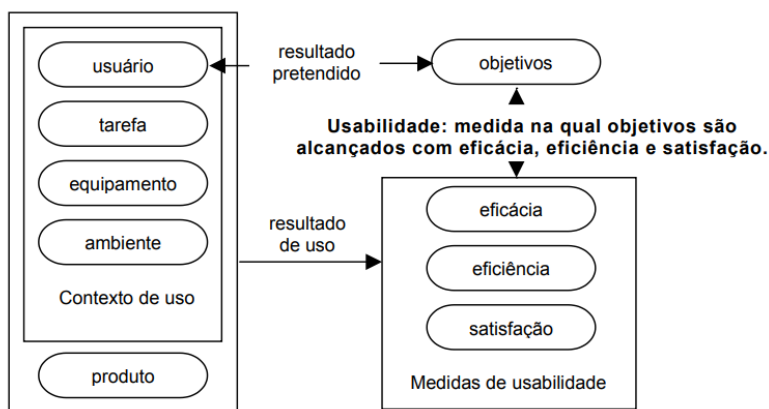 usuário
tarefa
equipamento
ambiente
Contexto de uso
produto
resultado
pretendido
objetivos
Usabilidade: medida na qual objetivos são
alcançados com eficácia, eficiência e satisfação.
resultado
de uso
eficácia
eficiência
satisfação
Medidas de usabilidade